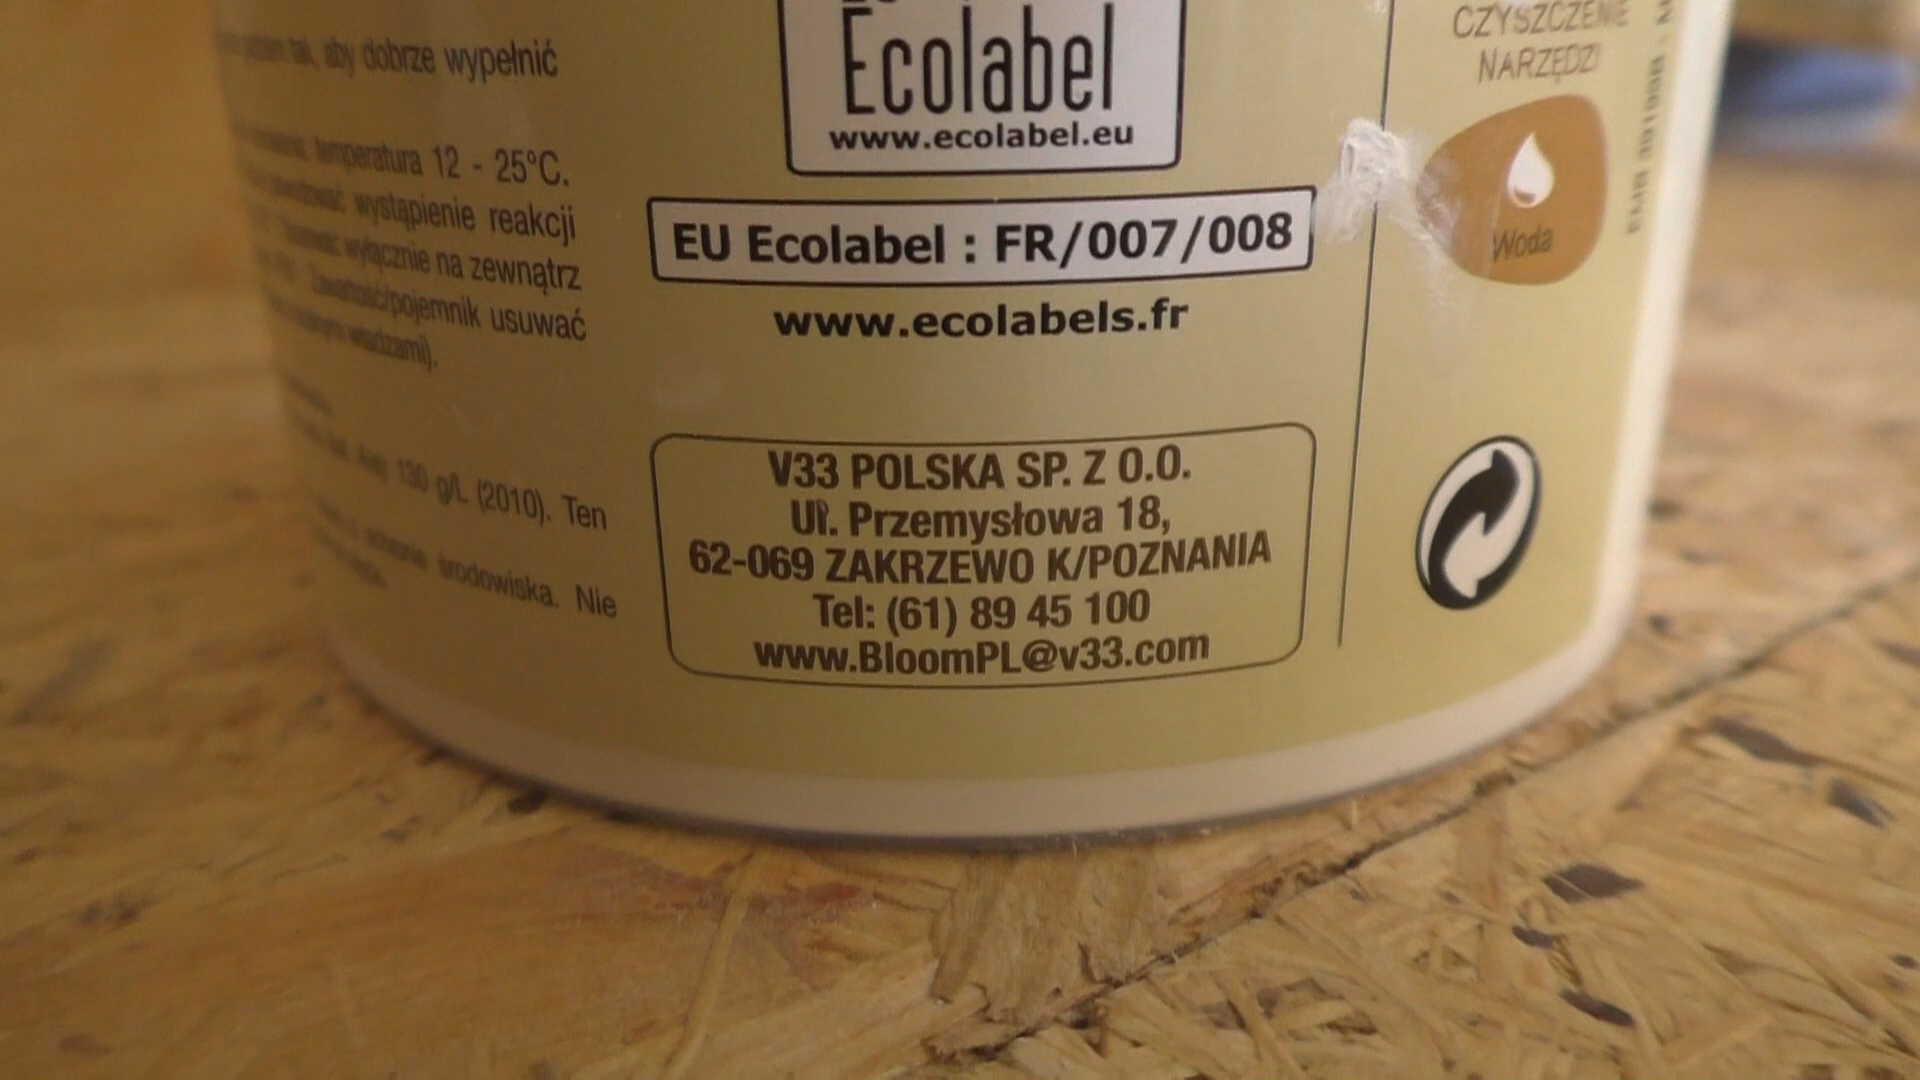 tak, aby dobrze wypełnić
temperatura 12 - 25°C.
wystąpienie reakcji
wyłącznie na zewnątrz
Zawartość/pojemnik usuwać
władzami).
130 g/L (2010). Ten
środowiska. Nie
Ecolabel
www.ecolabel.eu
EU Ecolabel : FR/007/008
www.ecolabels.fr
V33 POLSKA SP. Z O.O.
Ul. Przemysłowa 18,
62-069 ZAKRZEWO K/POZNANIA
Tel: (61) 89 45 100
www.BloomPL@v33.com
CZYSZCZENIE
NARZĘDZI
Woda